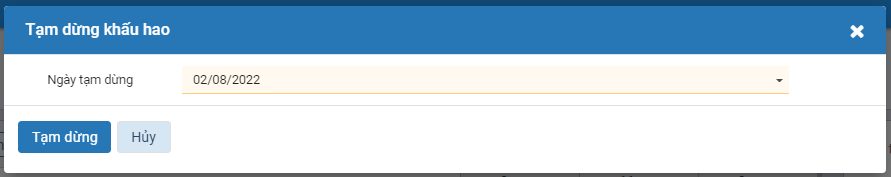 Tạm dừng khấu hao
Ngày tạm dừng 02/08/2022
Tạm dừng Hủy